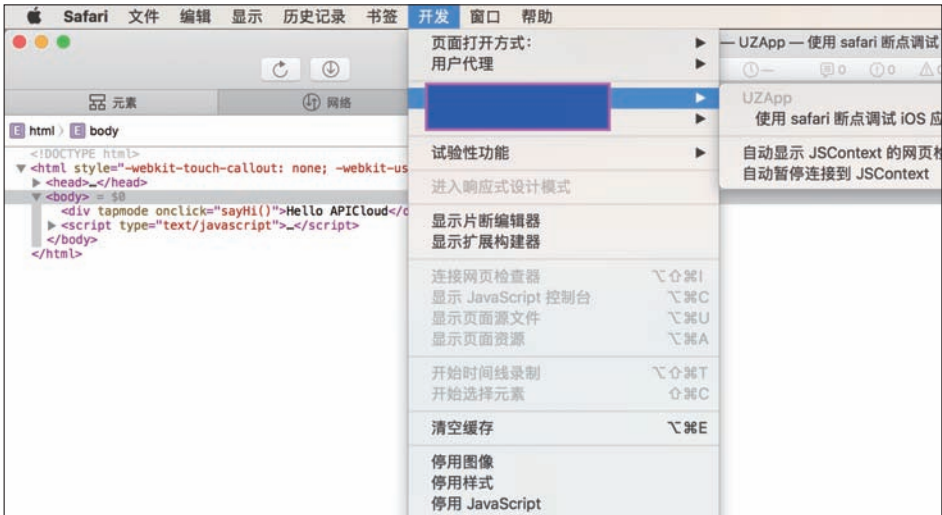 Safari 文件 编辑 显示 历史记录 书签 开发 窗口 帮助
— UZApp — 使用 safari 断点调试
页面打开方式：
用户代理
元素
网络
E html 〉 E body
<!DOCTYPE html>
▼<html style="-webkit-touch-callout: none; -webkit-us
▶<head>…</head>
▼<body> = $0
<div tapmode onclick="sayHi()">Hello APICloud</d
▶<script type="text/javascript">…</script>
</body>
</html>
试验性功能
进入响应式设计模式
显示片断编辑器
显示扩展构建器
连接网页检查器 ⌥⇧⌘I
显示 JavaScript 控制台 ⌥⌘C
显示页面源文件 ⌥⌘U
显示页面资源 ⌥⌘A
开始时间线录制 ⌥⇧⌘T
开始选择元素 ⇧⌘C
清空缓存 ⌥⌘E
停用图像
停用样式
停用 JavaScript
0 0
UZApp
使用 safari 断点调试 iOS 应
自动显示 JSContext 的网页
自动暂停连接到 JSContext